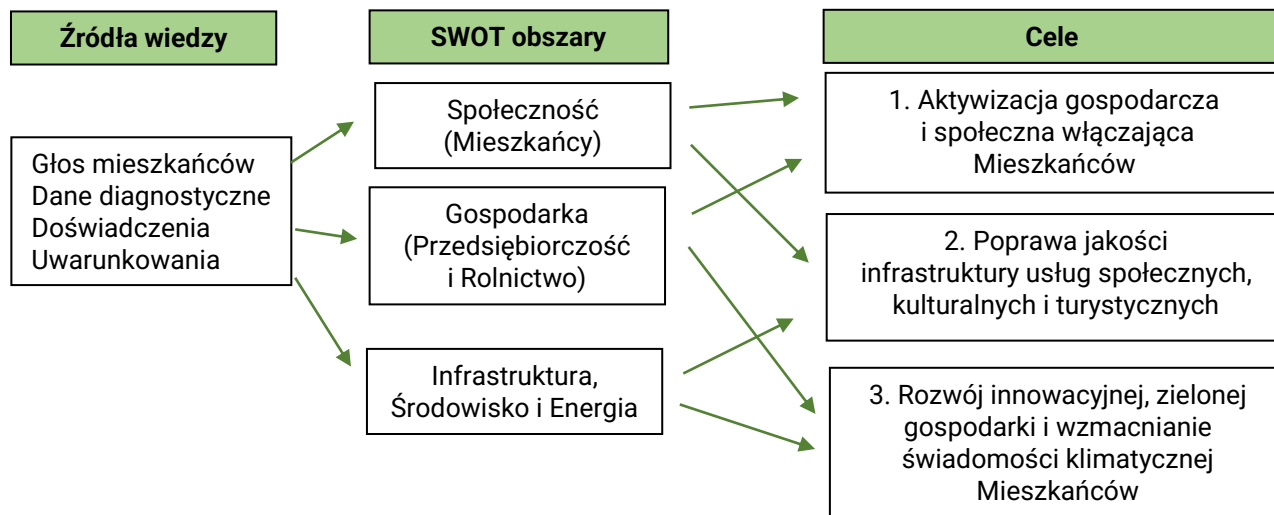 Źródła wiedzy
SWOT obszary
Cele
Głos mieszkańców
Dane diagnostyczne
Doświadczenia
Uwarunkowania
Społeczność
(Mieszkańcy)
Gospodarka
(Przedsiębiorczość
i Rolnictwo)
Infrastruktura,
Środowisko i Energia
1. Aktywizacja gospodarcza
i społeczna włączająca
Mieszkańców
2. Poprawa jakości
infrastruktury usług społecznych,
kulturalnych i turystycznych
3. Rozwój innowacyjnej, zielonej
gospodarki i wzmacnianie
świadomości klimatycznej
Mieszkańców